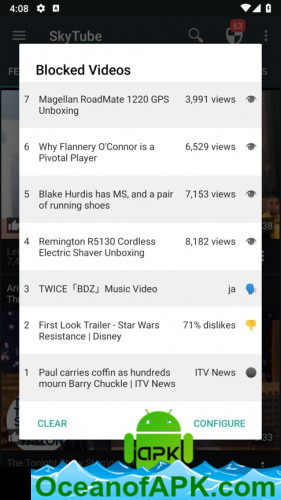 4:08
SkyTube
63
Blocked Videos
7 Magellan RoadMate 1220 GPS 3,991 views
Unboxing
6 Why Flannery O'Connor is a 6,529 views
Pivotal Player
5 Blake Hurdis has MS, and a pair 7,153 views
of running shoes
4 Remington R5130 Cordless 8,182 views
Electric Shaver Unboxing
3 TWICE「BDZ」Music Video ja
2 First Look Trailer - Star Wars 71% dislikes
Resistance | Disney
1 Paul carries coffin as hundreds ITV News
mourn Barry Chuckle | ITV News
CLEAR CONFIGURE
apk
OceanofAPK.com